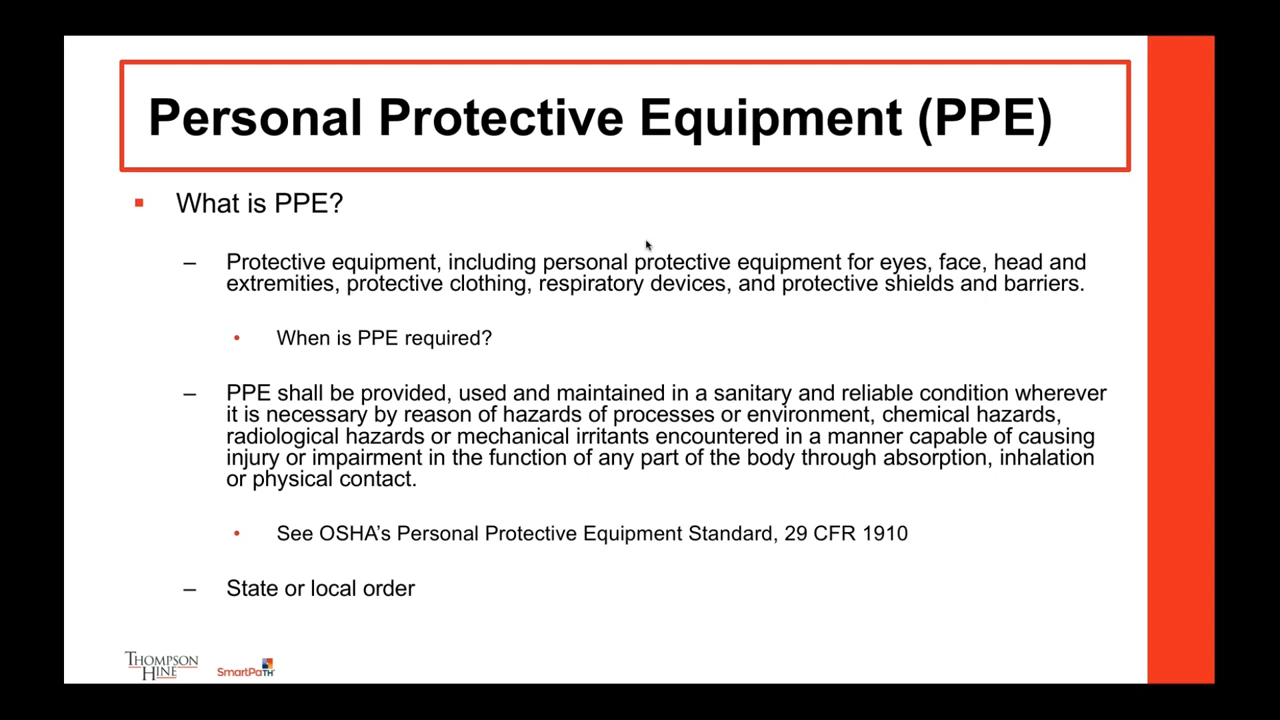 Personal Protective Equipment (PPE)
▪ What is PPE?
– Protective equipment, including personal protective equipment for eyes, face, head and
extremities, protective clothing, respiratory devices, and protective shields and barriers.
• When is PPE required?
– PPE shall be provided, used and maintained in a sanitary and reliable condition wherever
it is necessary by reason of hazards of processes or environment, chemical hazards,
radiological hazards or mechanical irritants encountered in a manner capable of causing
injury or impairment in the function of any part of the body through absorption, inhalation
or physical contact.
• See OSHA’s Personal Protective Equipment Standard, 29 CFR 1910
– State or local order
THOMPSON
HINE
SmartPaTH